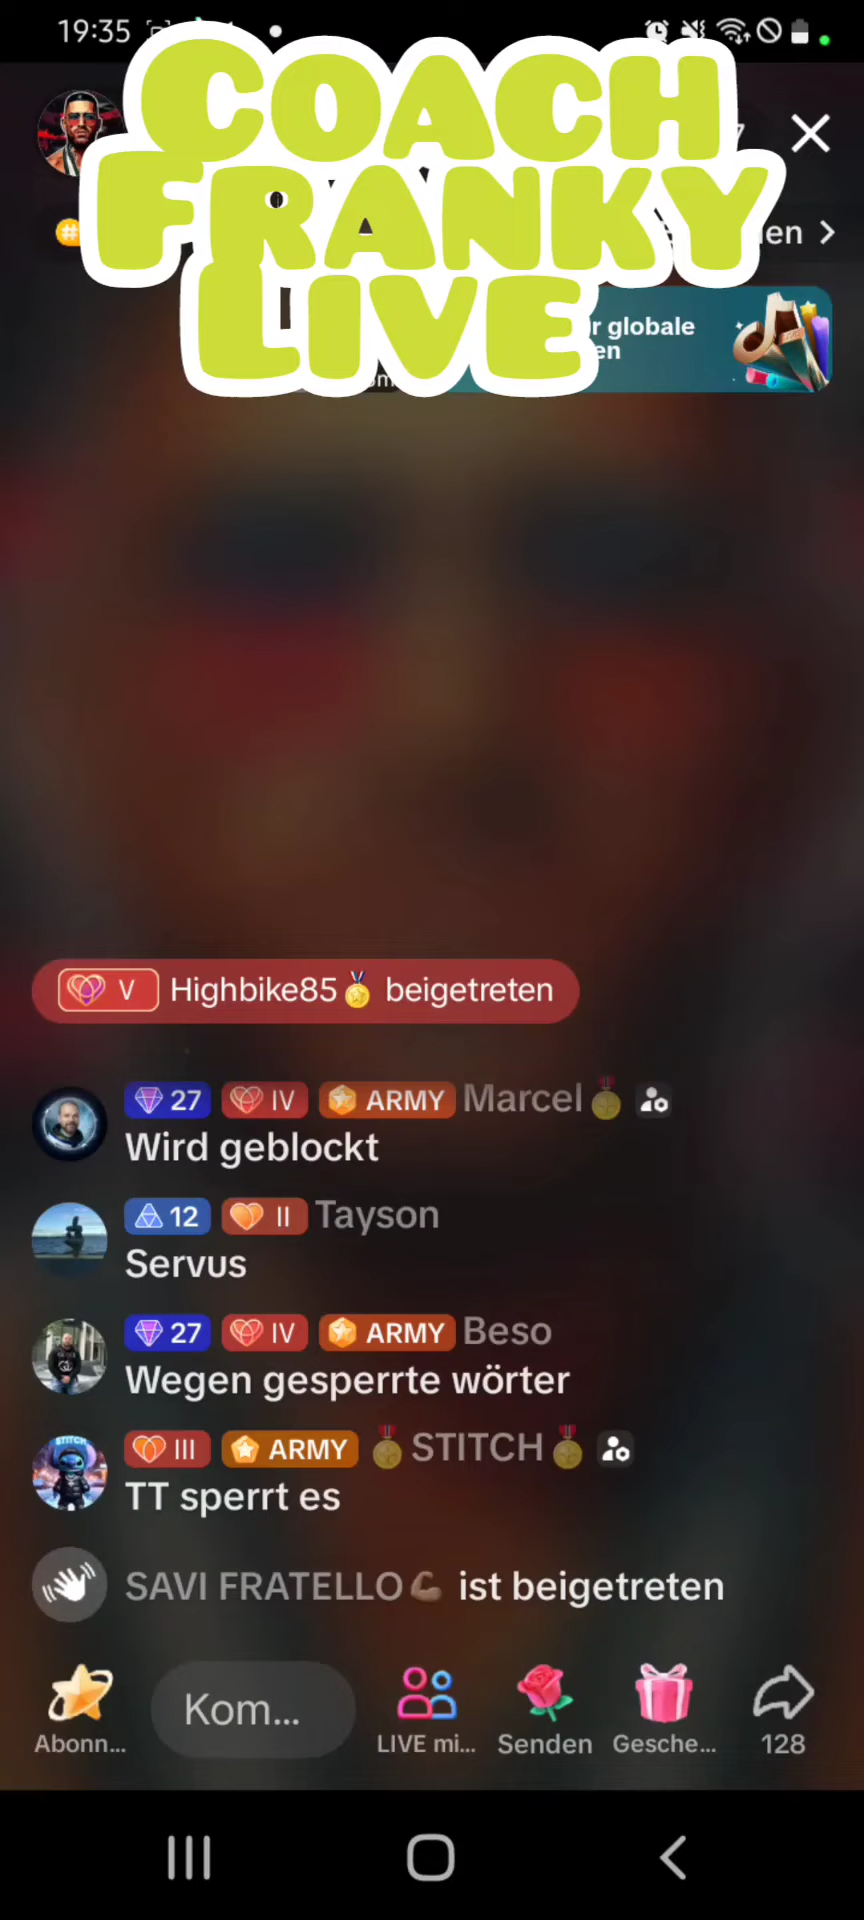 19:35
COACH
FRANKY
LIVE
r globale
en
V Highbike85 beigetreten
27 IV ARMY Marcel
Wird geblockt
12 II Tayson
Servus
27 IV ARMY Beso
Wegen gesperrte wörter
III ARMY STITCH
TT sperrt es
SAVI FRATELLO ist beigetreten
Kom...
Abonn... LIVE mi... Senden Gesche... 128